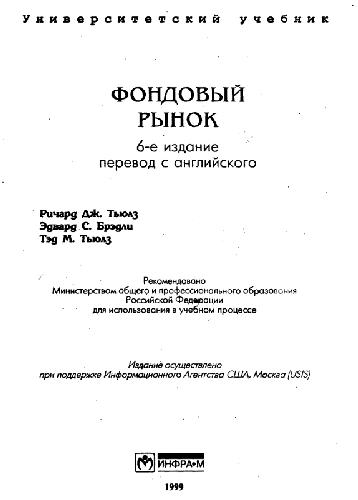 Университетский учебник
ФОНДОВЫЙ
РЫНОК
6-е издание
перевод с английского
Ричард Дж. Тьюлз
Эдвард С. Брэдли
Тэд М. Тьюлз
Рекомендовано
Министерством общего и профессионального образования
Российской Федерации
для использования в учебном процессе
Издание осуществлено
при поддержке Информационного Агентства США, Москва (USIS)
ИНФРА-М
1999